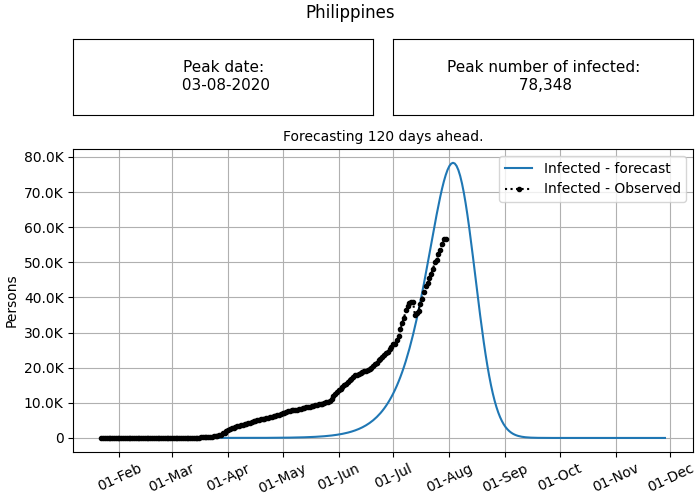 Philippines
Peak date:
03-08-2020
Peak number of infected:
78,348
Forecasting 120 days ahead.
Infected - forecast
Infected - Observed
80.0K
70.0K
60.0K
50.0K
40.0K
30.0K
20.0K
10.0K
0
Persons
01-Feb
01-Mar
01-Apr
01-May
01-Jun
01-Jul
01-Aug
01-Sep
01-Oct
01-Nov
01-Dec